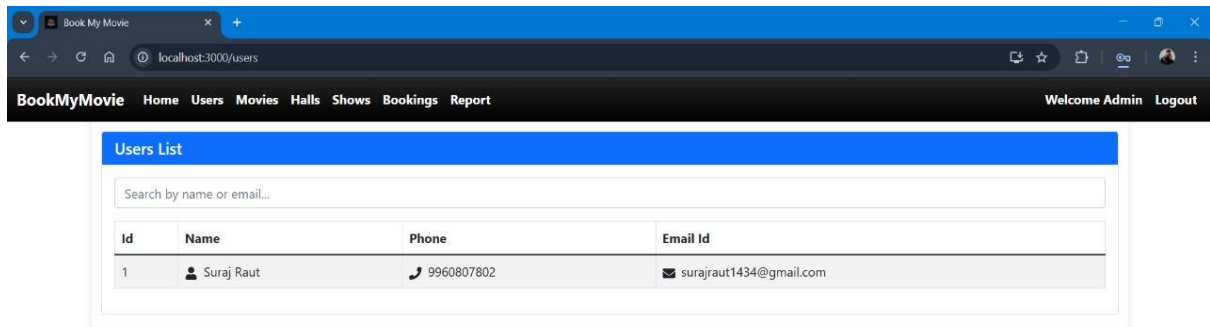 Book My Movie
localhost:3000/users
BookMyMovie Home Users Movies Halls Shows Bookings Report Welcome Admin Logout
Users List
Search by name or email...
Id Name Phone Email Id
1 Suraj Raut 9960807802 surajraut1434@gmail.com